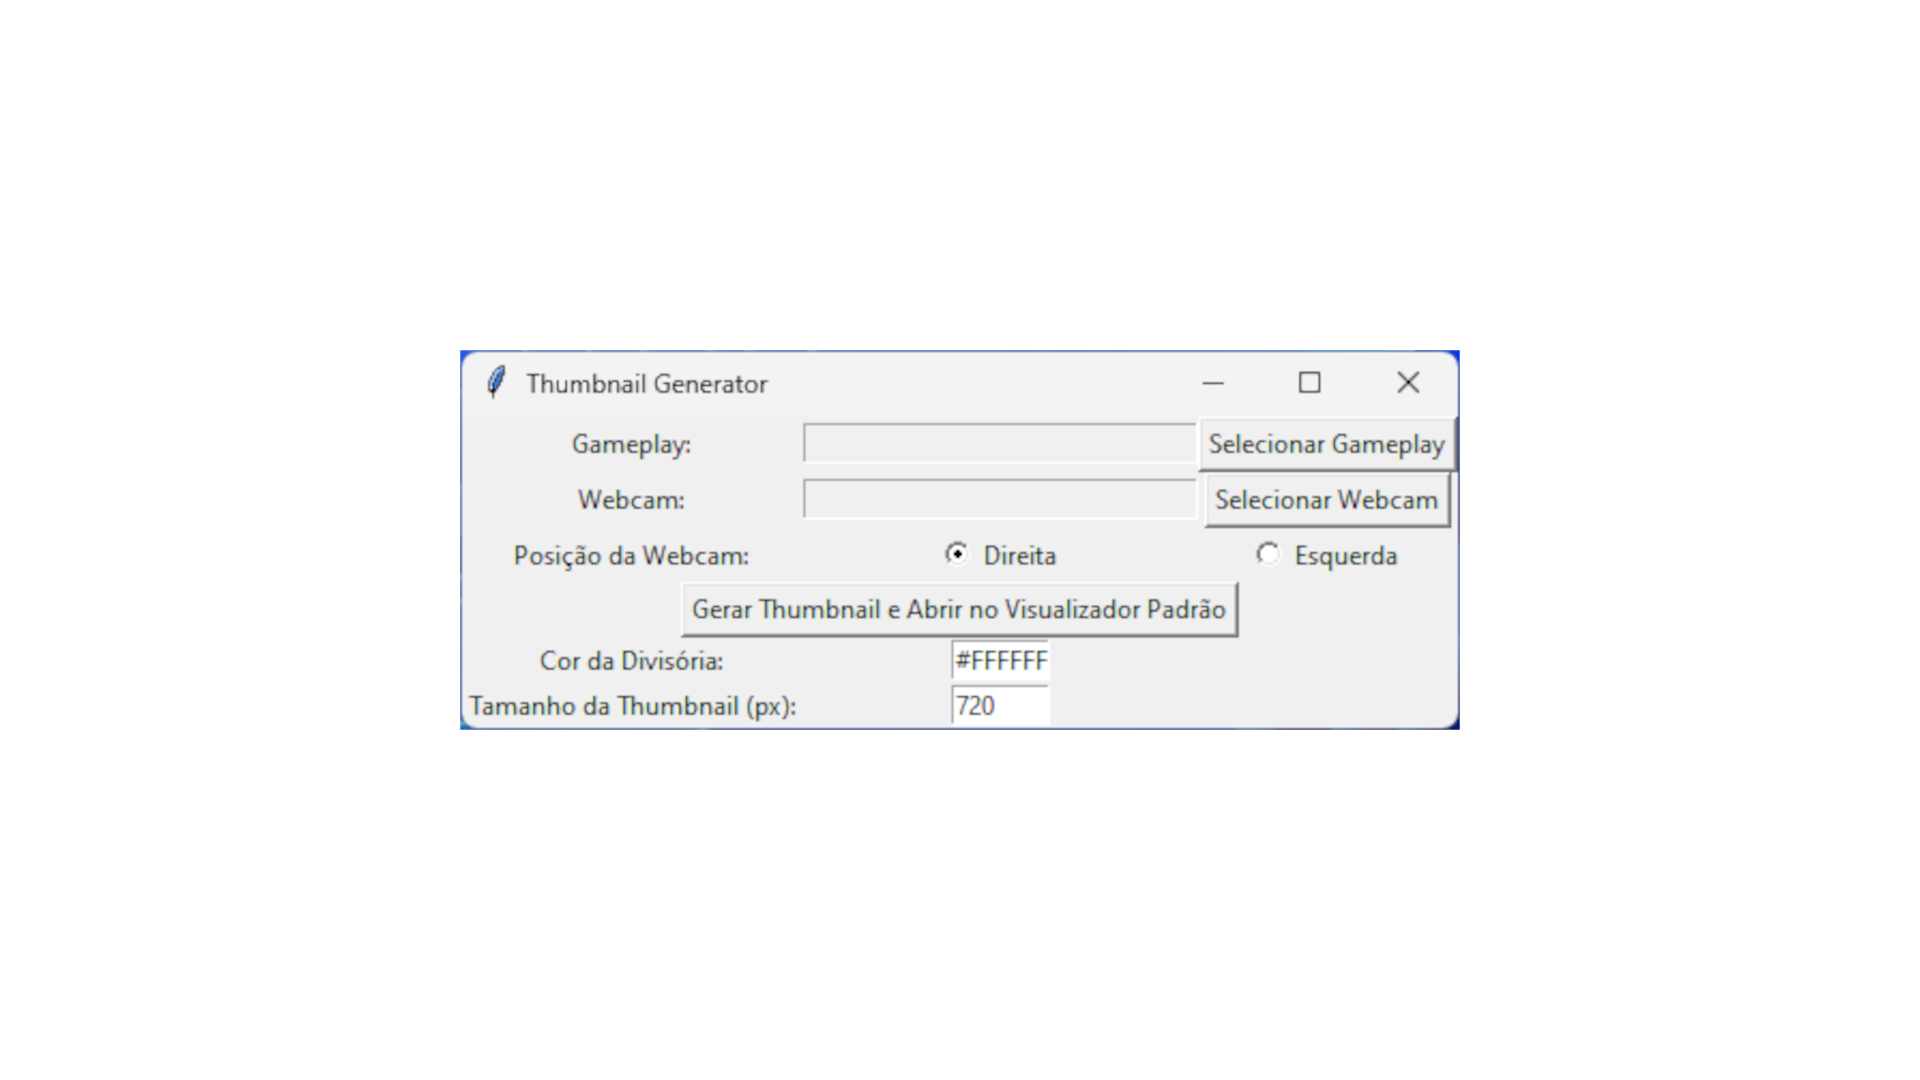 Thumbnail Generator
Gameplay: Selecionar Gameplay
Webcam: Selecionar Webcam
Posição da Webcam: Direita Esquerda
Gerar Thumbnail e Abrir no Visualizador Padrão
Cor da Divisória: #FFFFFF
Tamanho da Thumbnail (px): 720